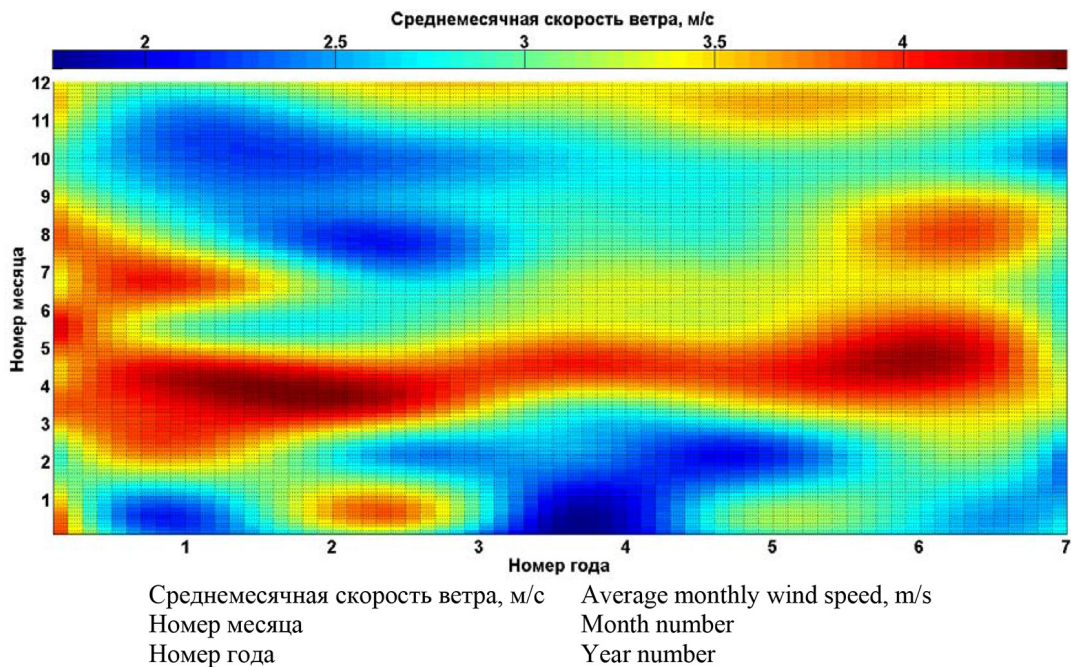 Среднемесячная скорость ветра, м/с
2 2.5 3 3.5 4
12
11
10
9
8
7
6
5
4
3
2
1
Номер месяца
1 2 3 4 5 6 7
Номер года
Среднемесячная скорость ветра, м/с Average monthly wind speed, m/s
Номер месяца Month number
Номер года Year number